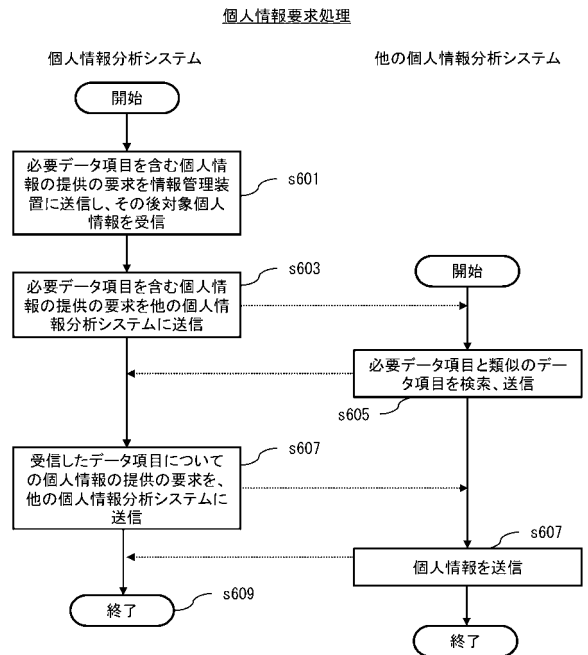 個人情報要求処理
個人情報分析システム
他の個人情報分析システム
開始
必要データ項目を含む個人情
報の提供の要求を情報管理装
置に送信し、その後対象個人
情報を受信
s601
必要データ項目を含む個人情
報の提供の要求を他の個人情
報分析システムに送信
s603
開始
必要データ項目と類似のデー
タ項目を検索、送信
s605
受信したデータ項目について
の個人情報の提供の要求を、
他の個人情報分析システムに
送信
s607
s607
個人情報を送信
終了
s609
終了